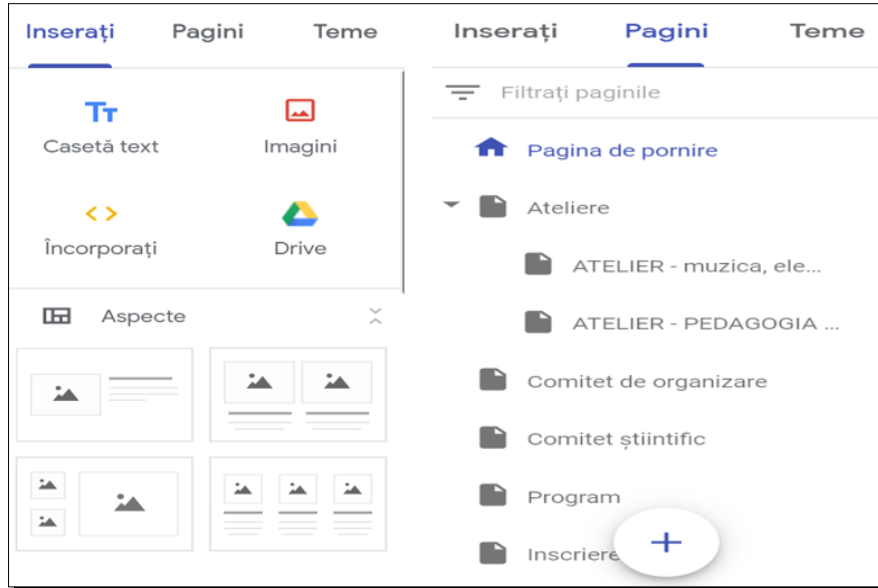 Inserați Pagini Teme
Casetă text Imagini
Încorporați Drive
Aspecte
Inserați Pagini Teme
Filtrați paginile
Pagina de pornire
Ateliere
ATELIER - muzica, ele...
ATELIER - PEDAGOGIA ...
Comitet de organizare
Comitet științific
Program
Inscriere